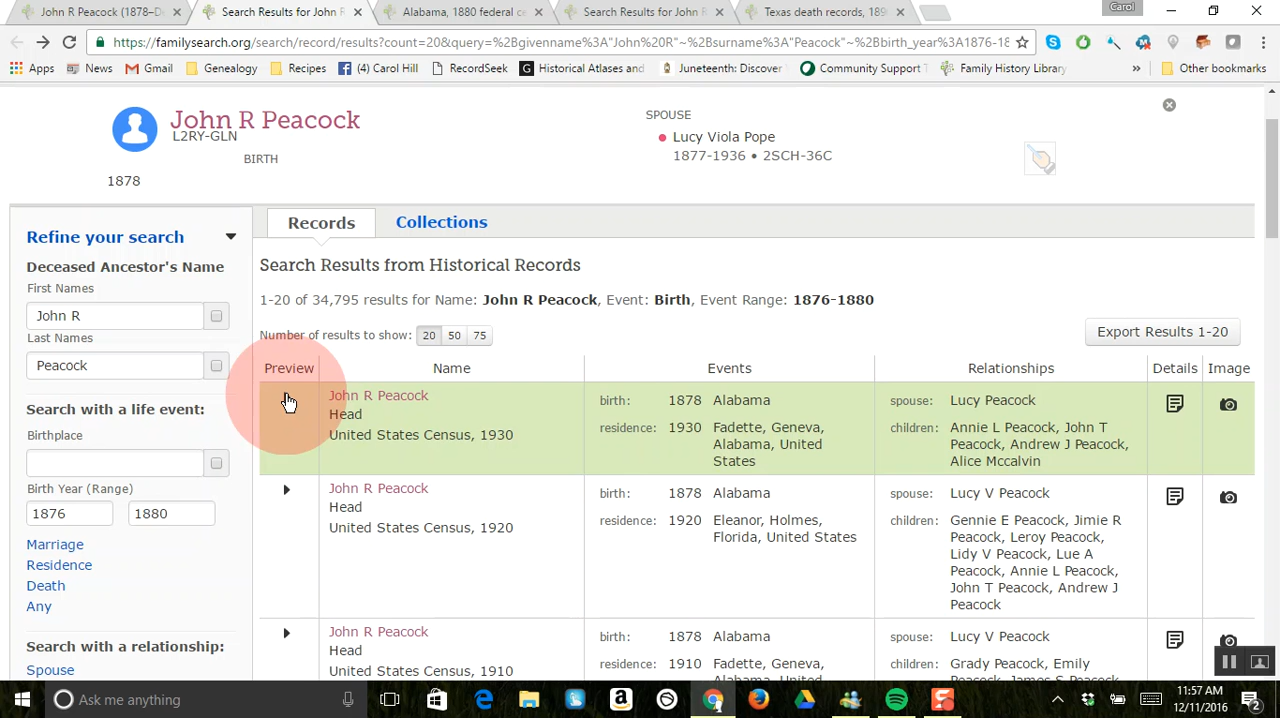 John R Peacock (1878–D
Search Results for John R
Alabama, 1880 federal ce
Search Results for John R
Texas death records, 189
Carol
https://familysearch.org/search/record/results?count=20&query=%2Bgivenname%3A"John%20R"~%2Bsurname%3A"Peacock"~%2Bbirth_year%3A1876-18
Apps News Gmail Genealogy Recipes (4) Carol Hill RecordSeek Historical Atlases and Juneteenth: Discover Community Support T Family History Library » Other bookmarks
John R Peacock
L2RY-GLN
BIRTH
1878
SPOUSE
Lucy Viola Pope
1877-1936 • 2SCH-36C
Refine your search
Deceased Ancestor's Name
First Names
John R
Last Names
Peacock
Search with a life event:
Birthplace
Birth Year (Range)
1876 1880
Marriage
Residence
Death
Any
Search with a relationship:
Spouse
Records Collections
Search Results from Historical Records
1-20 of 34,795 results for Name: John R Peacock, Event: Birth, Event Range: 1876-1880
Number of results to show: 20 50 75
Export Results 1-20
Preview Name Events Relationships Details Image
John R Peacock
Head
United States Census, 1930
birth: 1878 Alabama
residence: 1930 Fadette, Geneva,
Alabama, United
States
spouse: Lucy Peacock
children: Annie L Peacock, John T
Peacock, Andrew J Peacock,
Alice Mccalvin
John R Peacock
Head
United States Census, 1920
birth: 1878 Alabama
residence: 1920 Eleanor, Holmes,
Florida, United States
spouse: Lucy V Peacock
children: Gennie E Peacock, Jimie R
Peacock, Leroy Peacock,
Lidy V Peacock, Lue A
Peacock, Annie L Peacock,
John T Peacock, Andrew J
Peacock
John R Peacock
Head
United States Census, 1910
birth: 1878 Alabama
residence: 1910 Fadette, Geneva,
Alabama, United
spouse: Lucy V Peacock
children: Grady Peacock, Emily
Peacock, James S Peacock
Ask me anything
11:57 AM
12/11/2016
2